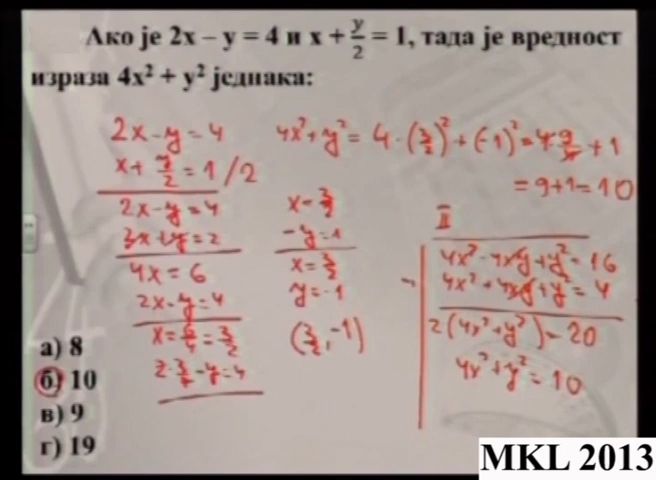 Ако је 2x – y = 4 и x + y/2 = 1, тада је вредност
израза 4x² + y² једнака:
2x - y = 4
x + y/2 = 1 /2
2x - y = 4
2x + y = 2
4x = 6
2x - y = 4
x = 6/4 = 3/2
2·3/2 - y = 4
x = 3/2
-y = 1
x = 3/2
y = -1
(3/2, -1)
4x² + y² = 4·(3/2)² + (-1)² = 4·9/4 + 1
= 9 + 1 = 10
II
4x² - 4xy + y² = 16
4x² + 4xy + y² = 4
2(4x² + y²) = 20
4x² + y² = 10
а) 8
б) 10
в) 9
г) 19
MKL 2013